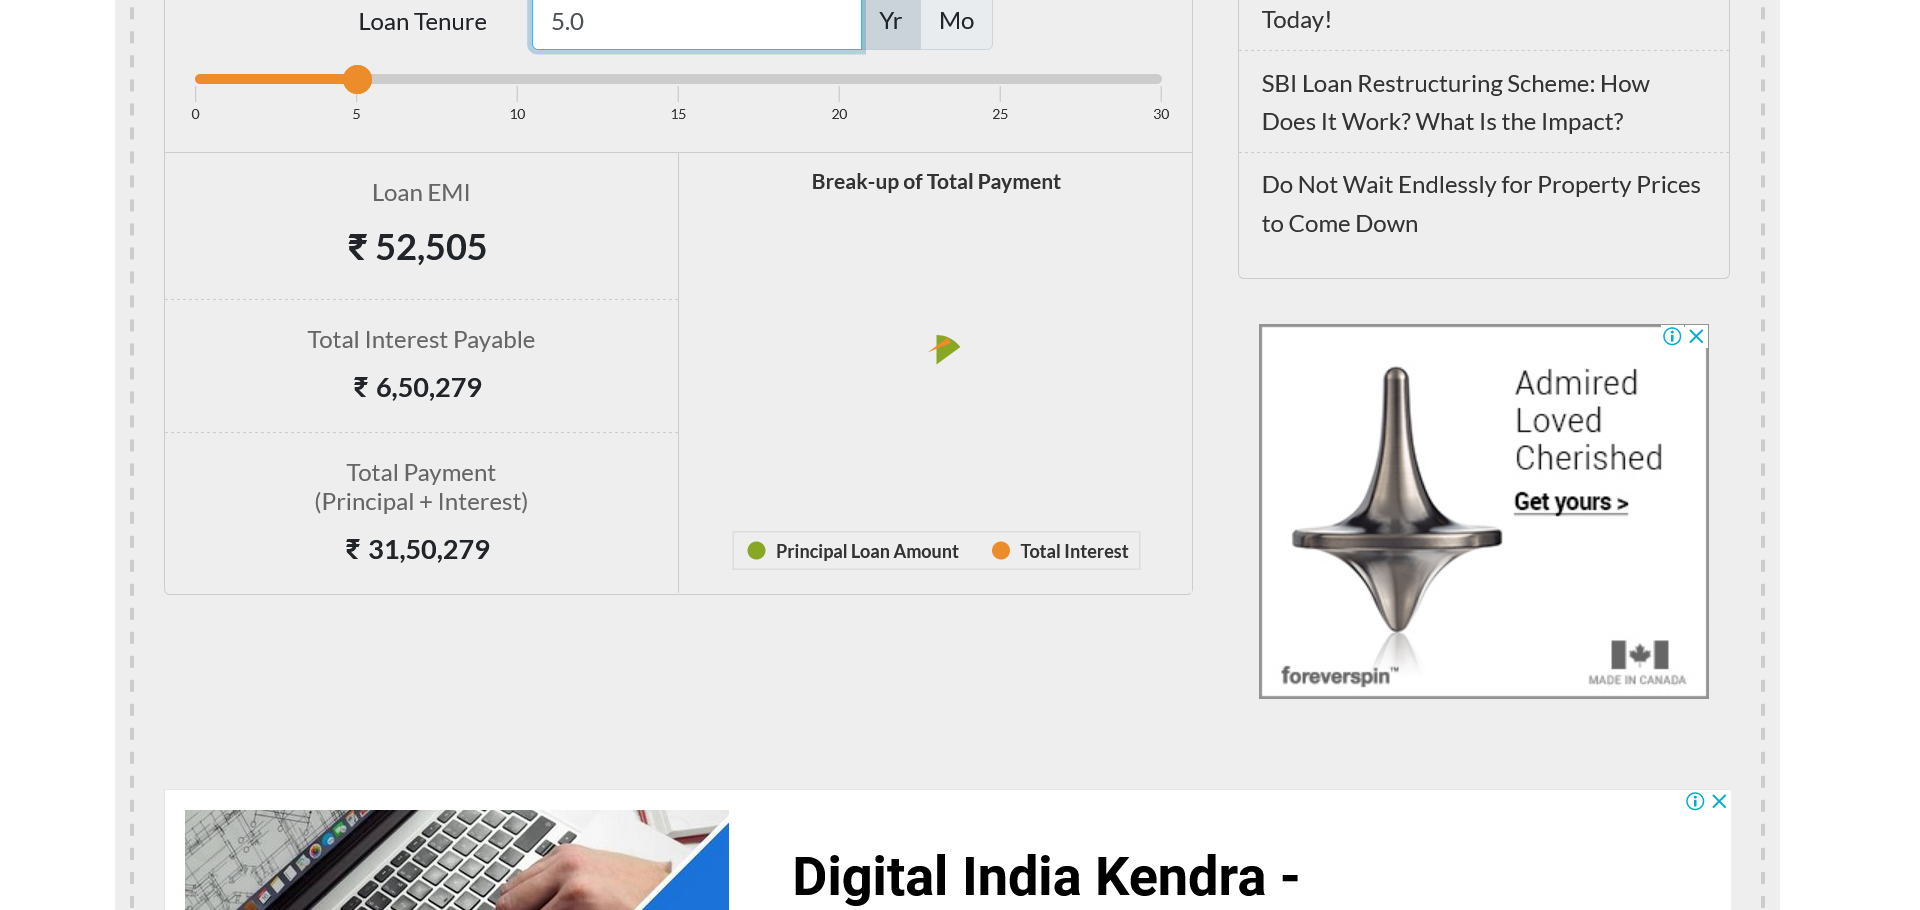 Loan Tenure
5.0
Yr
Mo
0 5 10 15 20 25 30
Loan EMI
₹ 52,505
Total Interest Payable
₹ 6,50,279
Total Payment
(Principal + Interest)
₹ 31,50,279
Break-up of Total Payment
Principal Loan Amount
Total Interest
Today!
SBI Loan Restructuring Scheme: How
Does It Work? What Is the Impact?
Do Not Wait Endlessly for Property Prices
to Come Down
Admired
Loved
Cherished
Get yours >
foreverspin™
MADE IN CANADA
Digital India Kendra -